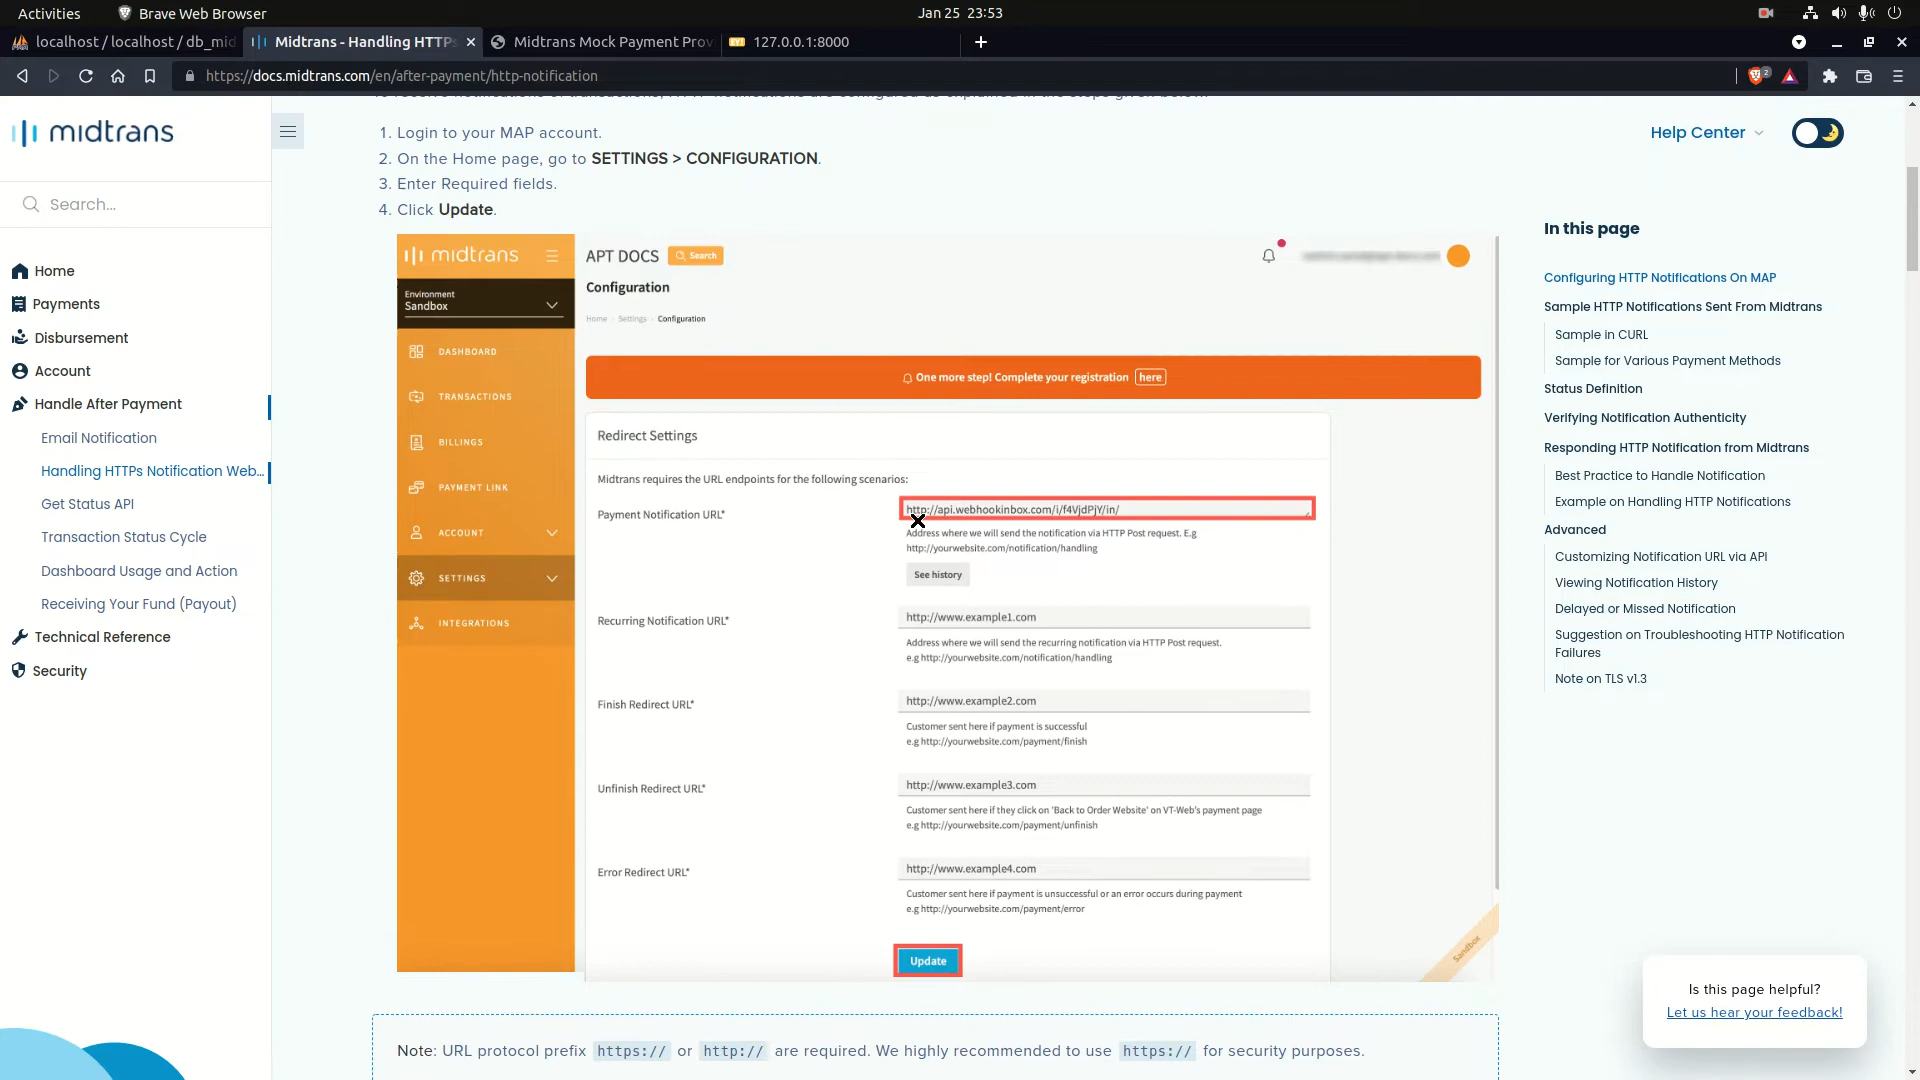 Activities
Brave Web Browser
Jan 25 23:53
localhost / localhost / db_mid
Midtrans - Handling HTTPs
Midtrans Mock Payment Prov
127.0.0.1:8000
https://docs.midtrans.com/en/after-payment/http-notification
2
midtrans
Search...
Home
Payments
Disbursement
Account
Handle After Payment
Email Notification
Handling HTTPs Notification Web...
Get Status API
Transaction Status Cycle
Dashboard Usage and Action
Receiving Your Fund (Payout)
Technical Reference
Security
1. Login to your MAP account.
2. On the Home page, go to SETTINGS > CONFIGURATION.
3. Enter Required fields.
4. Click Update.
midtrans
Environment
Sandbox
DASHBOARD
TRANSACTIONS
BILLINGS
PAYMENT LINK
ACCOUNT
SETTINGS
INTEGRATIONS
APT DOCS
Search
Configuration
Home
Settings
Configuration
One more step! Complete your registration here
Redirect Settings
Midtrans requires the URL endpoints for the following scenarios:
Payment Notification URL*
http://api.webhookinbox.com/i/f4VjdPjY/in/
Address where we will send the notification via HTTP Post request. E.g
http://yourwebsite.com/notification/handling
See history
Recurring Notification URL*
http://www.example1.com
Address where we will send the recurring notification via HTTP Post request.
e.g http://yourwebsite.com/notification/handling
Finish Redirect URL*
http://www.example2.com
Customer sent here if payment is successful
e.g http://yourwebsite.com/payment/finish
Unfinish Redirect URL*
http://www.example3.com
Customer sent here if they click on 'Back to Order Website' on VT-Web's payment page
e.g http://yourwebsite.com/payment/unfinish
Error Redirect URL*
http://www.example4.com
Customer sent here if payment is unsuccessful or an error occurs during payment
e.g http://yourwebsite.com/payment/error
Update
Sandbox
Note: URL protocol prefix https:// or http:// are required. We highly recommended to use https:// for security purposes.
Help Center
In this page
Configuring HTTP Notifications On MAP
Sample HTTP Notifications Sent From Midtrans
Sample in CURL
Sample for Various Payment Methods
Status Definition
Verifying Notification Authenticity
Responding HTTP Notification from Midtrans
Best Practice to Handle Notification
Example on Handling HTTP Notifications
Advanced
Customizing Notification URL via API
Viewing Notification History
Delayed or Missed Notification
Suggestion on Troubleshooting HTTP Notification
Failures
Note on TLS v1.3
Is this page helpful?
Let us hear your feedback!